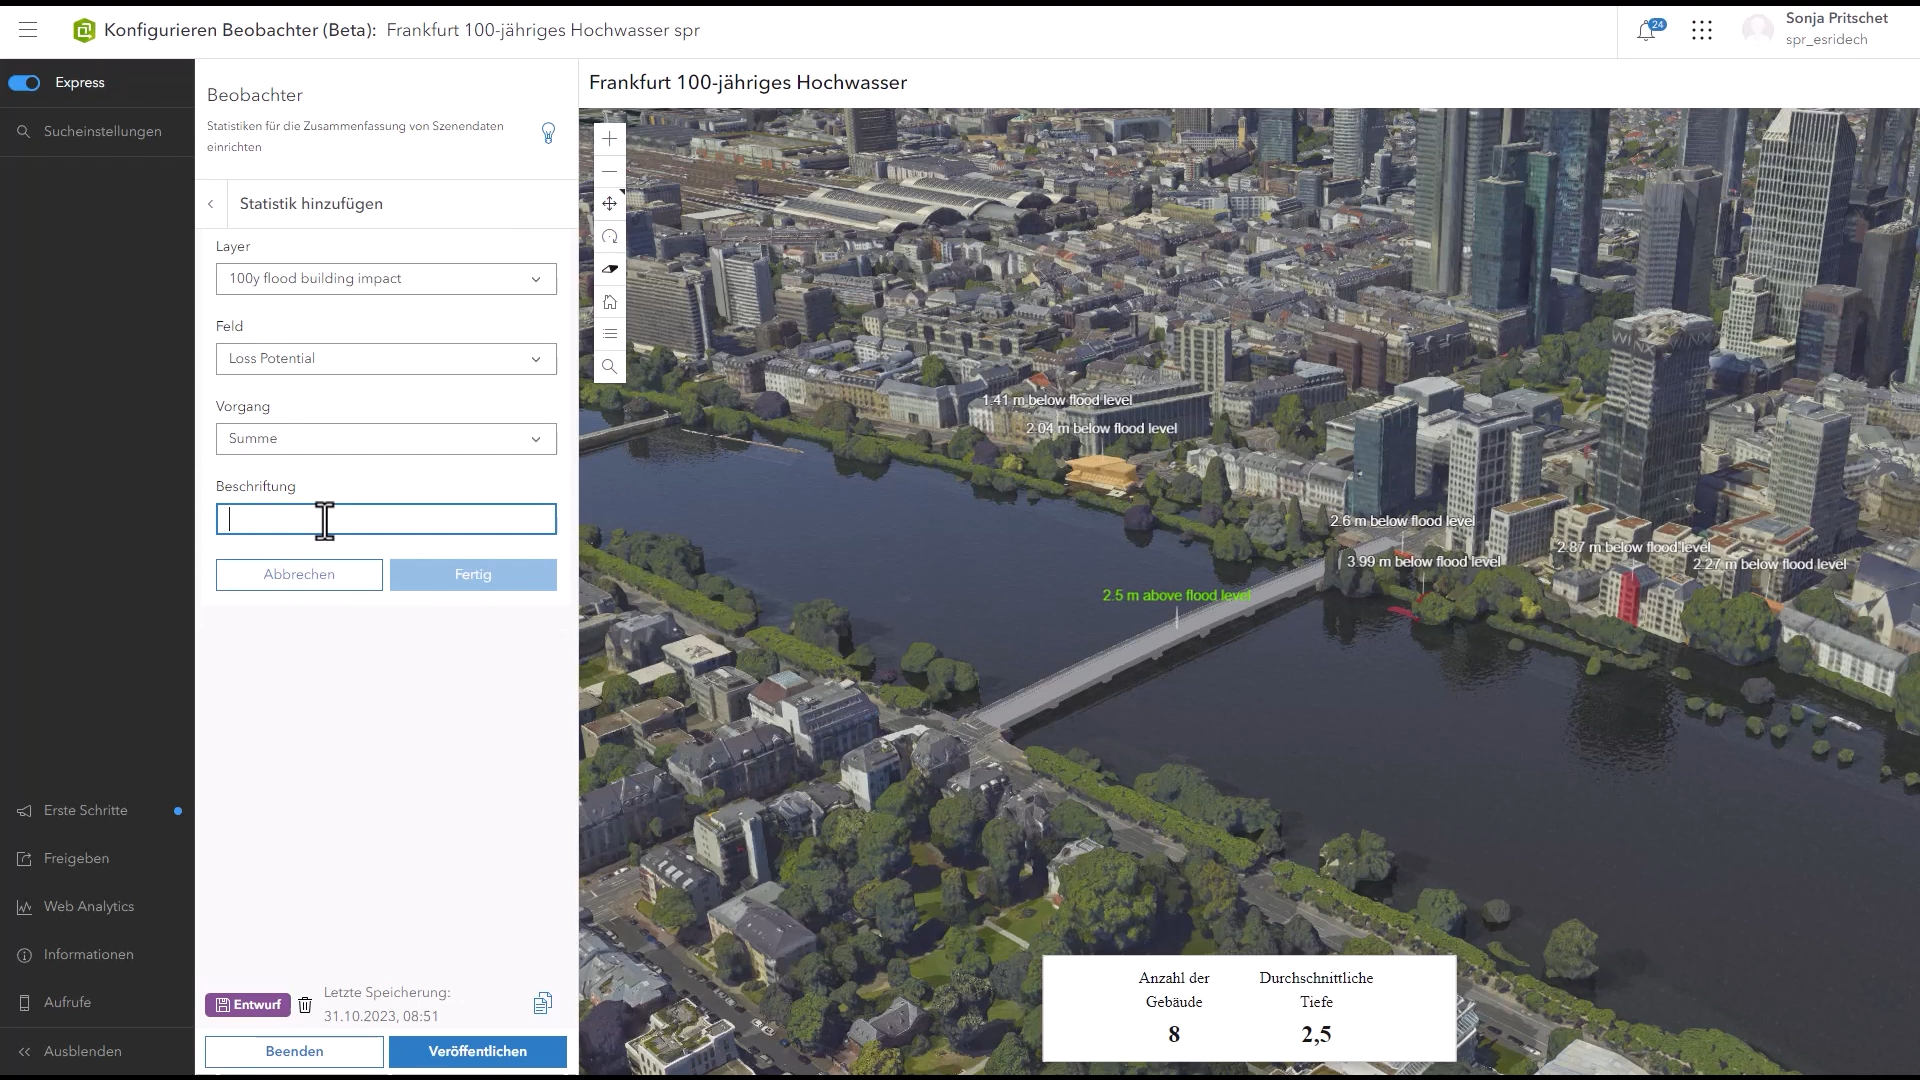 Konfigurieren Beobachter (Beta): Frankfurt 100-jähriges Hochwasser spr
24
Sonja Pritschet
spr_esridech
Express
Sucheinstellungen
Beobachter
Statistiken für die Zusammenfassung von Szenendaten
einrichten
Statistik hinzufügen
Layer
100y flood building impact
Feld
Loss Potential
Vorgang
Summe
Beschriftung
Abbrechen
Fertig
Erste Schritte
Freigeben
Web Analytics
Informationen
Aufrufe
Ausblenden
Entwurf
Letzte Speicherung:
31.10.2023, 08:51
Beenden
Veröffentlichen
Frankfurt 100-jähriges Hochwasser
1.41 m below flood level
2.04 m below flood level
2.6 m below flood level
3.99 m below flood level
2.87 m below flood level
2.27 m below flood level
2.5 m above flood level
WINX
Anzahl der
Gebäude
8
Durchschnittliche
Tiefe
2,5